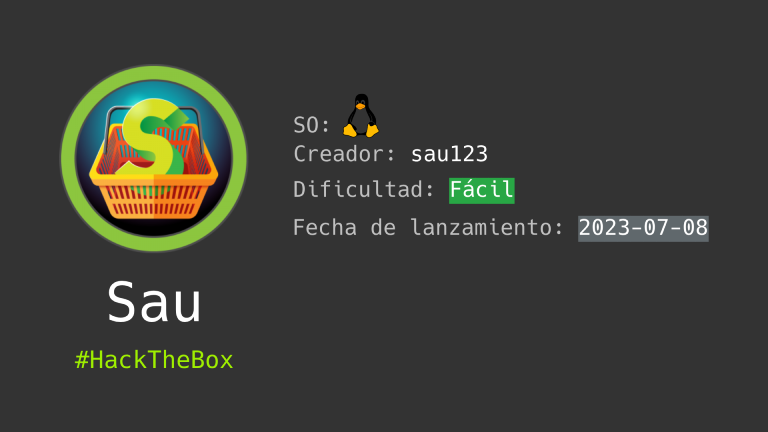 SO:
Creador: sau123
Dificultad: Fácil
Fecha de lanzamiento: 2023-07-08
S
Sau
#HackTheBox